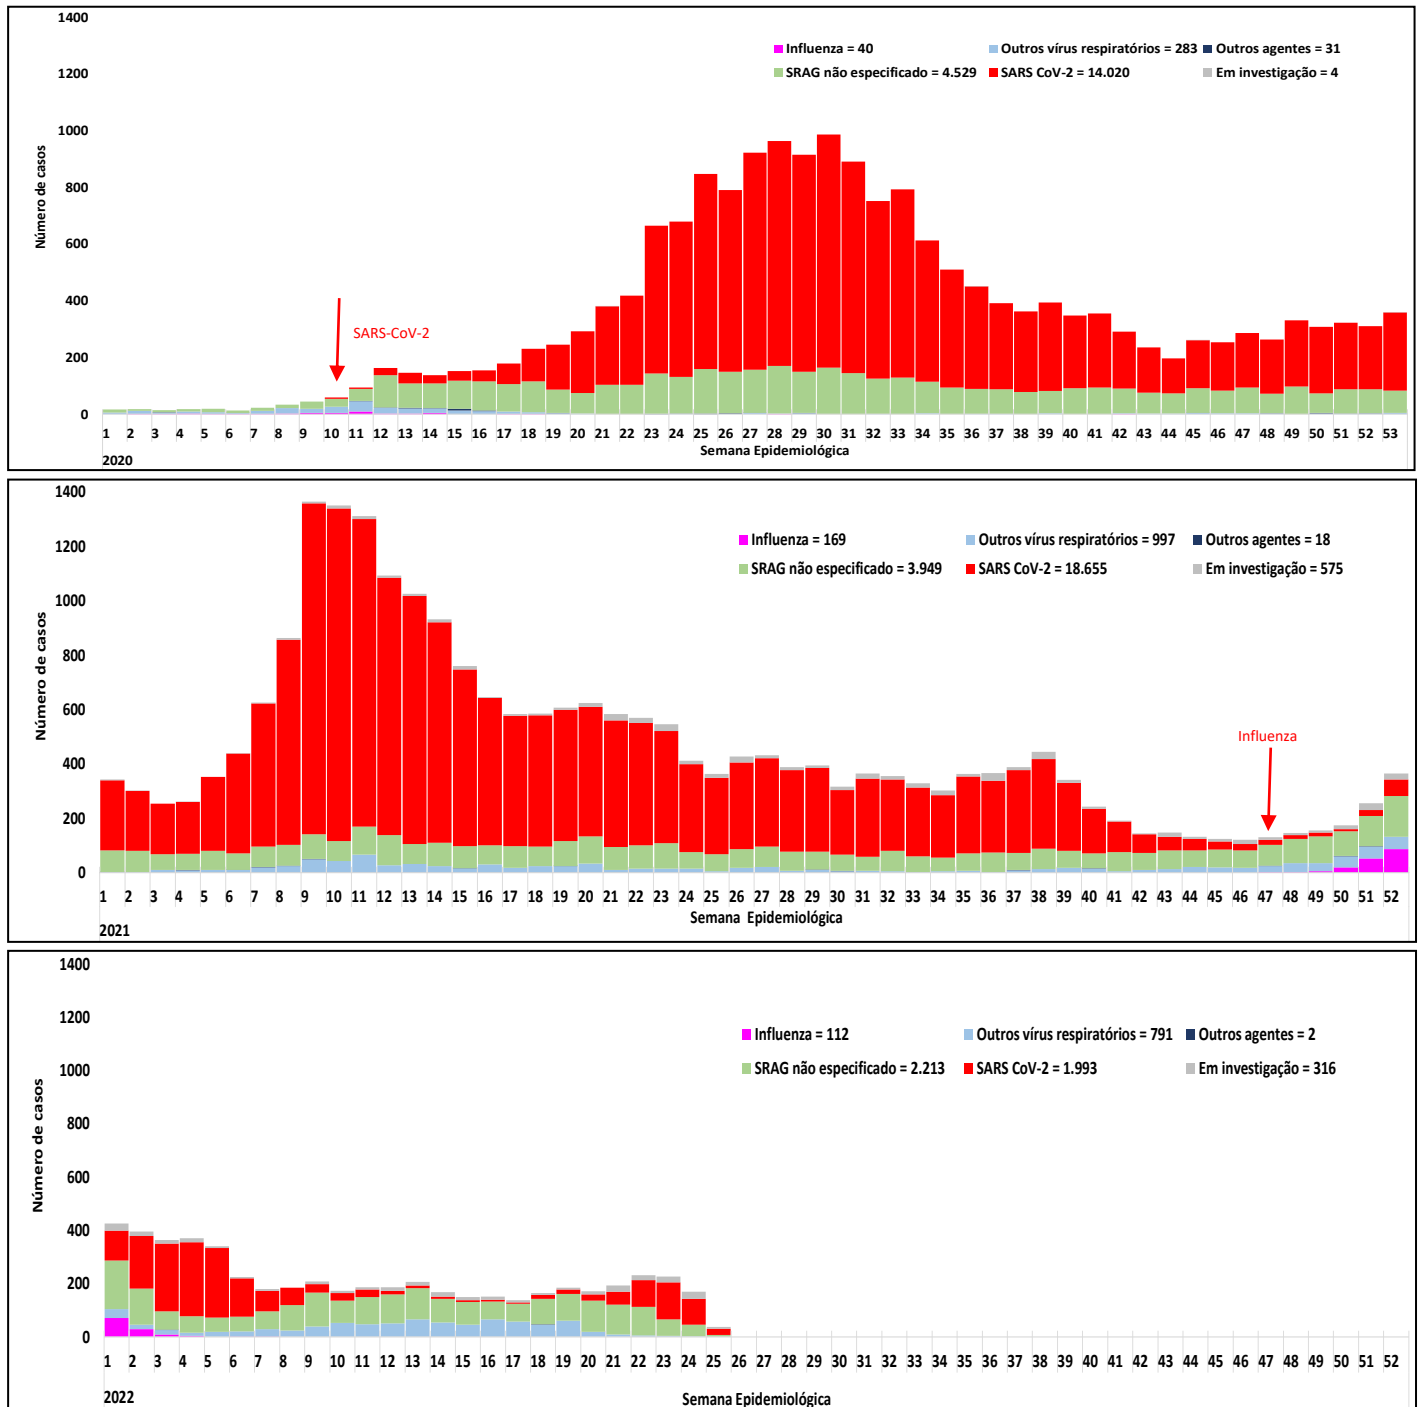 1400
1200
1000
800
600
400
200
0
Número de casos
Influenza = 40 Outros vírus respiratórios = 283 Outros agentes = 31
SRAG não especificado = 4.529 SARS CoV-2 = 14.020 Em investigação = 4
SARS-CoV-2
1 2 3 4 5 6 7 8 9 10 11 12 13 14 15 16 17 18 19 20 21 22 23 24 25 26 27 28 29 30 31 32 33 34 35 36 37 38 39 40 41 42 43 44 45 46 47 48 49 50 51 52 53
Semana Epidemiológica
2020
1400
1200
1000
800
600
400
200
0
Número de casos
Influenza = 169 Outros vírus respiratórios = 997 Outros agentes = 18
SRAG não especificado = 3.949 SARS CoV-2 = 18.655 Em investigação = 575
Influenza
1 2 3 4 5 6 7 8 9 10 11 12 13 14 15 16 17 18 19 20 21 22 23 24 25 26 27 28 29 30 31 32 33 34 35 36 37 38 39 40 41 42 43 44 45 46 47 48 49 50 51 52
Semana Epidemiológica
2021
1400
1200
1000
800
600
400
200
0
Número de casos
Influenza = 112 Outros vírus respiratórios = 791 Outros agentes = 2
SRAG não especificado = 2.213 SARS CoV-2 = 1.993 Em investigação = 316
1 2 3 4 5 6 7 8 9 10 11 12 13 14 15 16 17 18 19 20 21 22 23 24 25 26 27 28 29 30 31 32 33 34 35 36 37 38 39 40 41 42 43 44 45 46 47 48 49 50 51 52
2022
Semana Epidemiológica